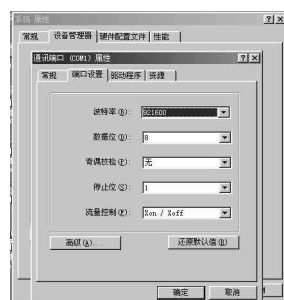 系统 属性
常规 设备管理器 硬件配置文件 性能
通讯端口 (COM1) 属性
常规 端口设置 驱动程序 资源
波特率(B): 921600
数据位(D): 8
奇偶校检(P): 无
停止位(S): 1
流量控制(F): Xon / Xoff
高级(A)... 还原默认值(R)
确定 取消